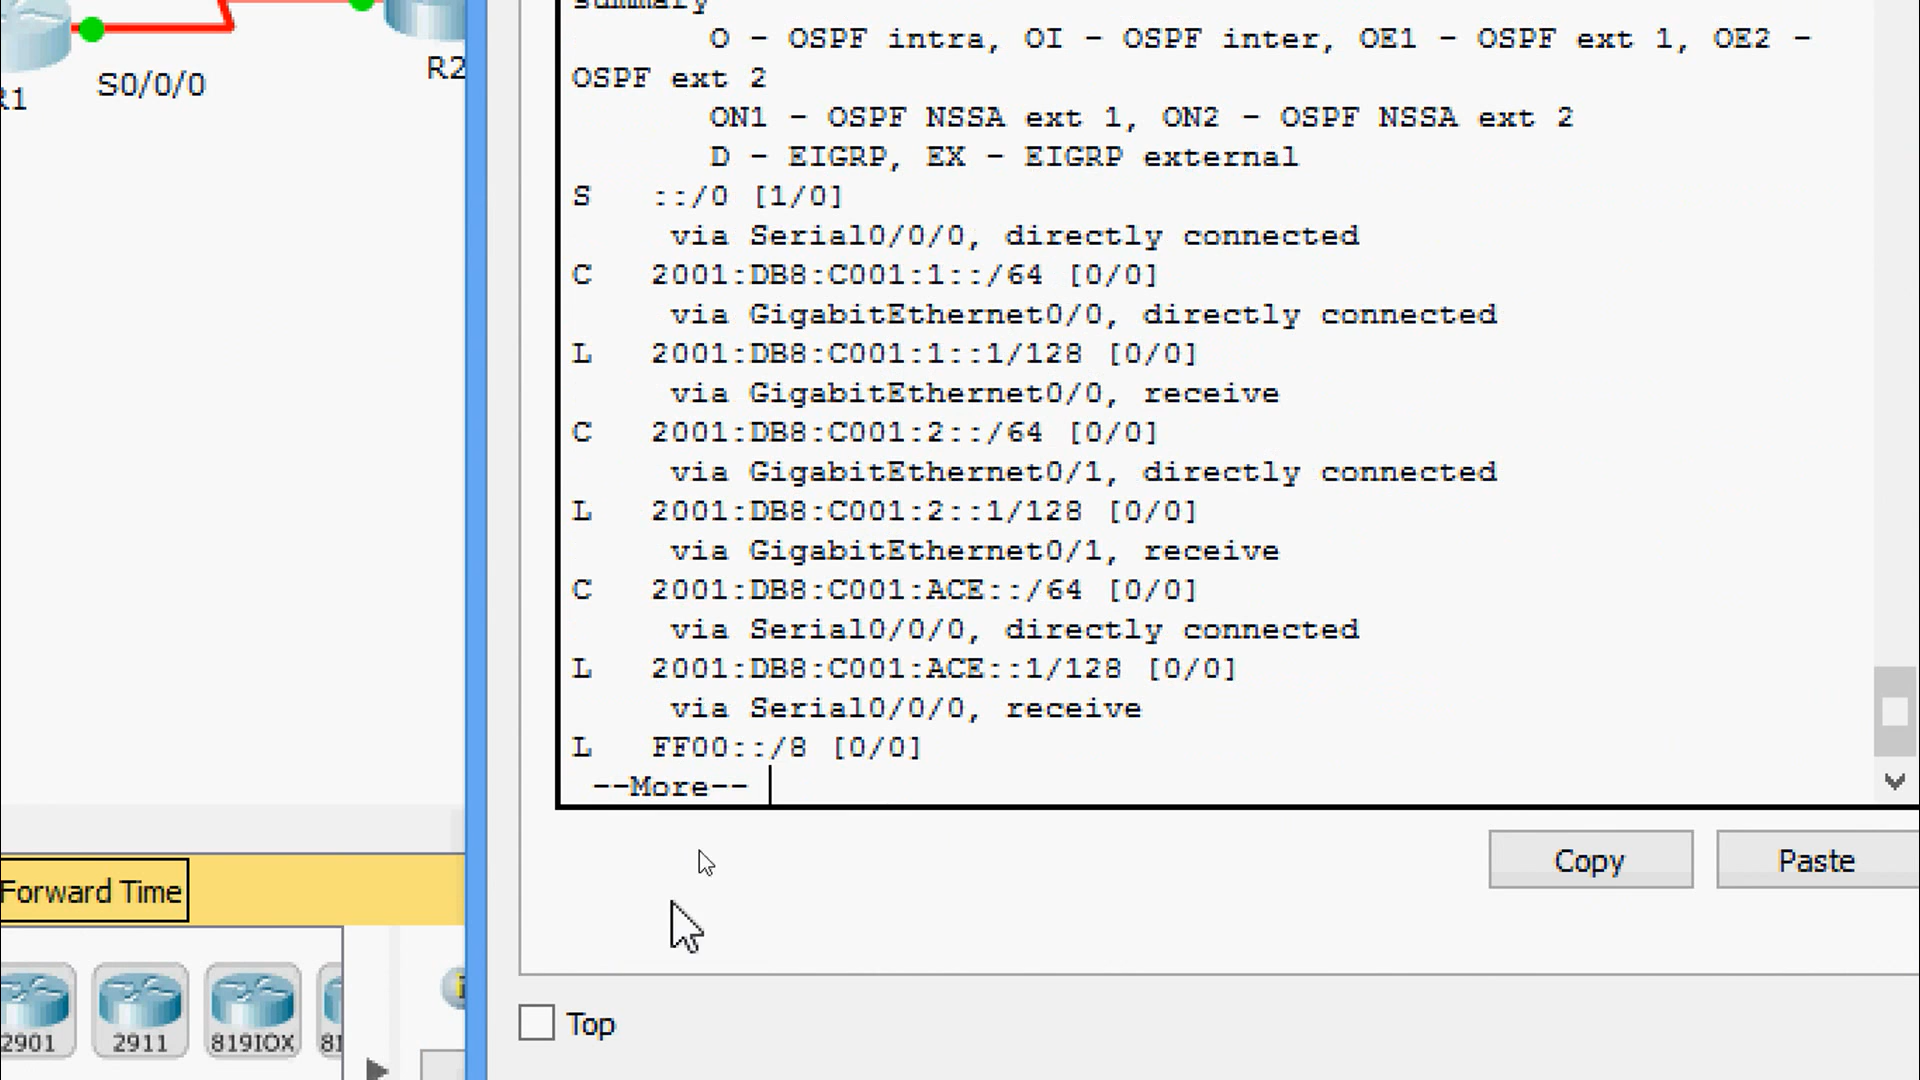 summary
O - OSPF intra, OI - OSPF inter, OE1 - OSPF ext 1, OE2 -
OSPF ext 2
ON1 - OSPF NSSA ext 1, ON2 - OSPF NSSA ext 2
D - EIGRP, EX - EIGRP external
S ::/0 [1/0]
via Serial0/0/0, directly connected
C 2001:DB8:C001:1::/64 [0/0]
via GigabitEthernet0/0, directly connected
L 2001:DB8:C001:1::1/128 [0/0]
via GigabitEthernet0/0, receive
C 2001:DB8:C001:2::/64 [0/0]
via GigabitEthernet0/1, directly connected
L 2001:DB8:C001:2::1/128 [0/0]
via GigabitEthernet0/1, receive
C 2001:DB8:C001:ACE::/64 [0/0]
via Serial0/0/0, directly connected
L 2001:DB8:C001:ACE::1/128 [0/0]
via Serial0/0/0, receive
L FF00::/8 [0/0]
--More--
Copy
Paste
Top
R1
S0/0/0
R2
Forward Time
2901
2911
819IOX